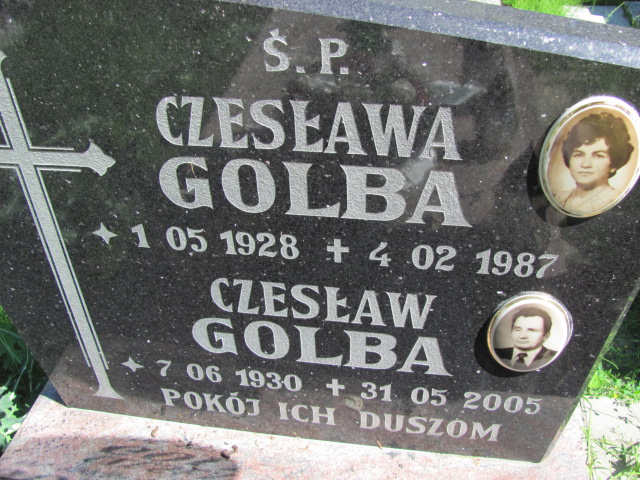 Ś. P.
CZESŁAWA
GOLBA
✦ 1 05 1928 + 4 02 1987
CZESŁAW
GOLBA
✦ 7 06 1930 + 31 05 2005
POKÓJ ICH DUSZOM